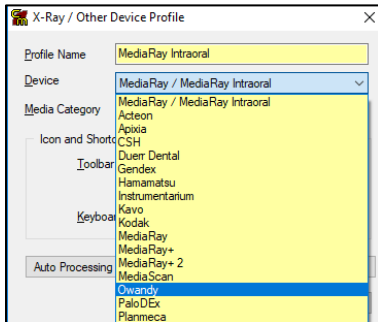 X-Ray / Other Device Profile
Profile Name MediaRay Intraoral
Device MediaRay / MediaRay Intraoral
Media Category MediaRay / MediaRay Intraoral
Acteon
Apixia
Icon and Shortc CSH
Duerr Dental
Toolbar Gendex
Hamamatsu
Instrumentarium
Kavo
Keyboar Kodak
MediaRay
MediaRay+
Auto Processing MediaRay+ 2
MediaScan
Owandy
PaloDEx
Planmeca